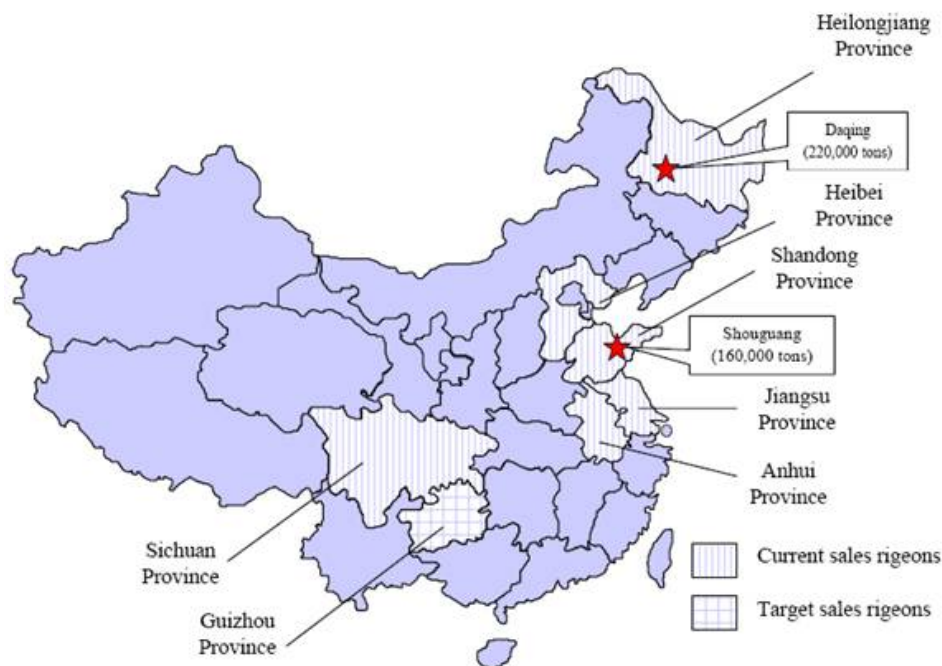 Heilongjiang
Province
Daqing
(220,000 tons)
Heibei
Province
Shandong
Province
Shouguang
(160,000 tons)
Jiangsu
Province
Anhui
Province
Sichuan
Province
Guizhou
Province
Current sales rigeons
Target sales rigeons